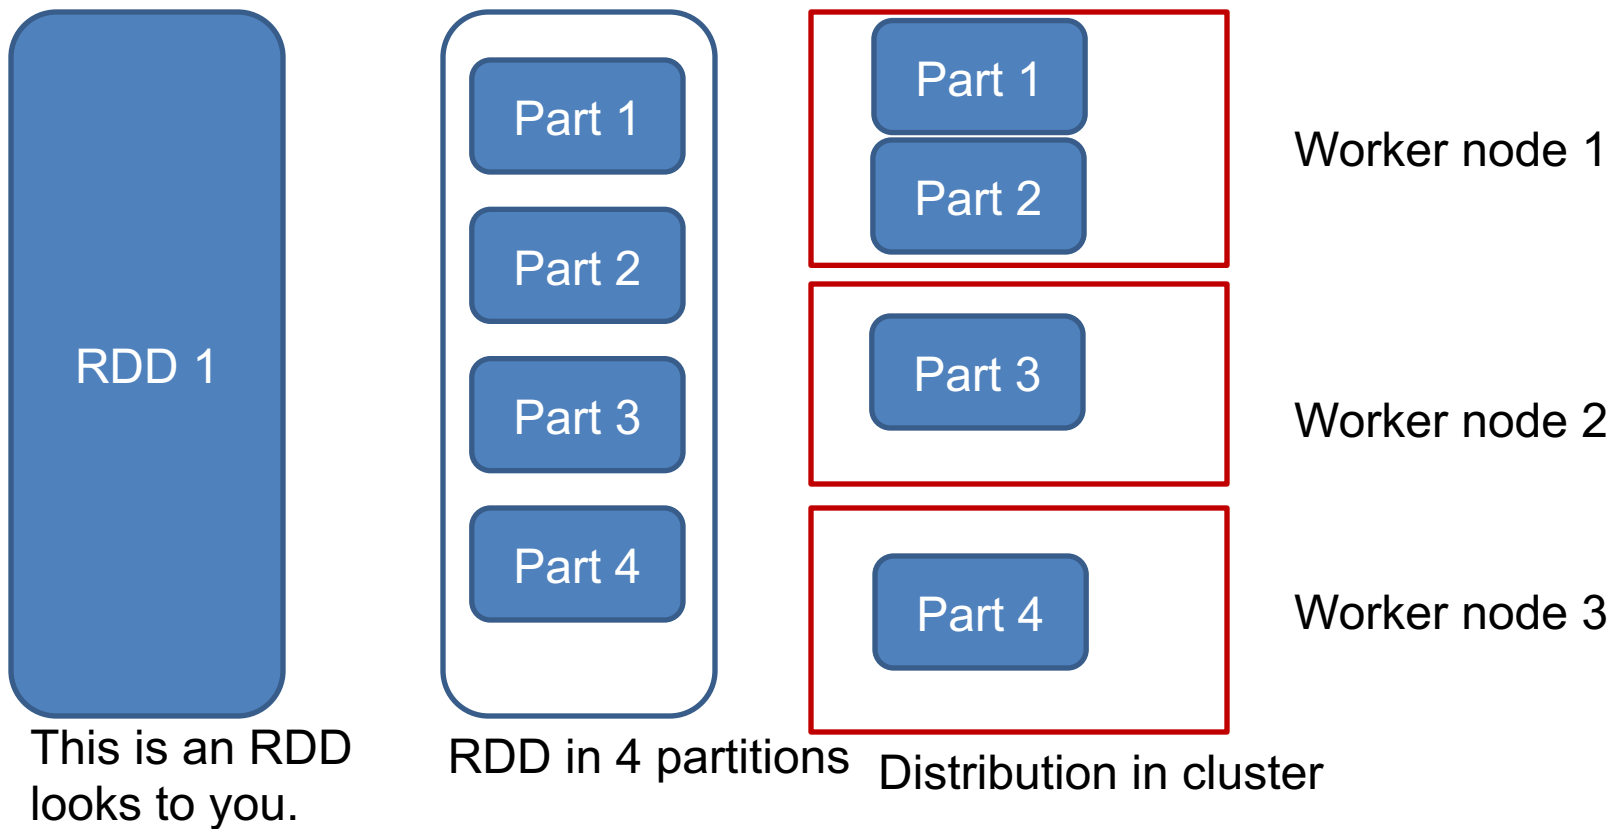 RDD 1
This is an RDD
looks to you.
Part 1
Part 2
Part 3
Part 4
RDD in 4 partitions
Part 1
Part 2
Part 3
Part 4
Distribution in cluster
Worker node 1
Worker node 2
Worker node 3